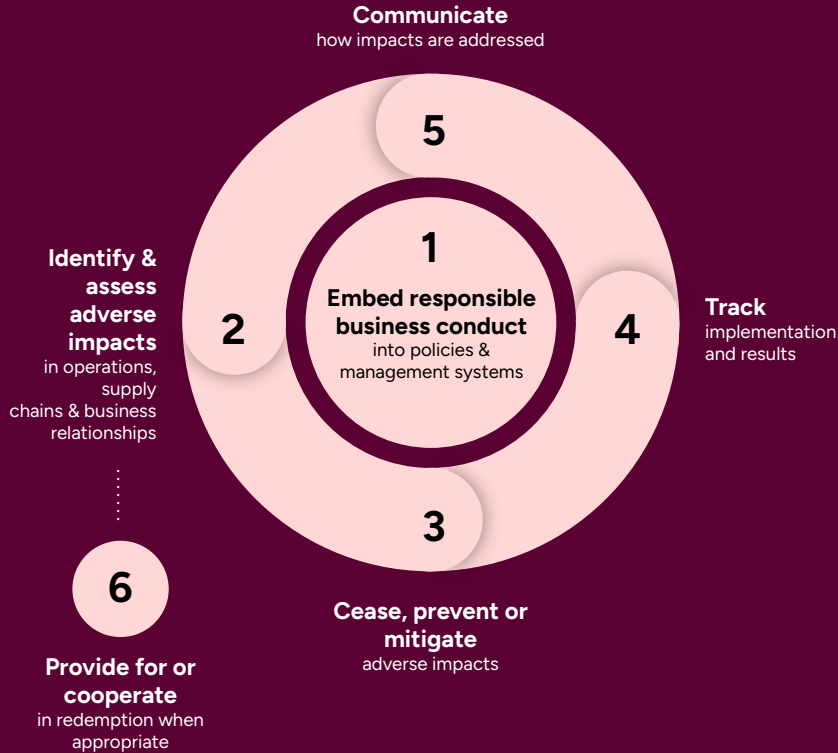 Communicate
how impacts are addressed
5
1
Embed responsible
business conduct
into policies &
management systems
Identify &
assess
adverse
impacts
in operations,
supply
chains & business
relationships
2
4
Track
implementation
and results
3
Cease, prevent or
mitigate
adverse impacts
6
Provide for or
cooperate
in redemption when
appropriate